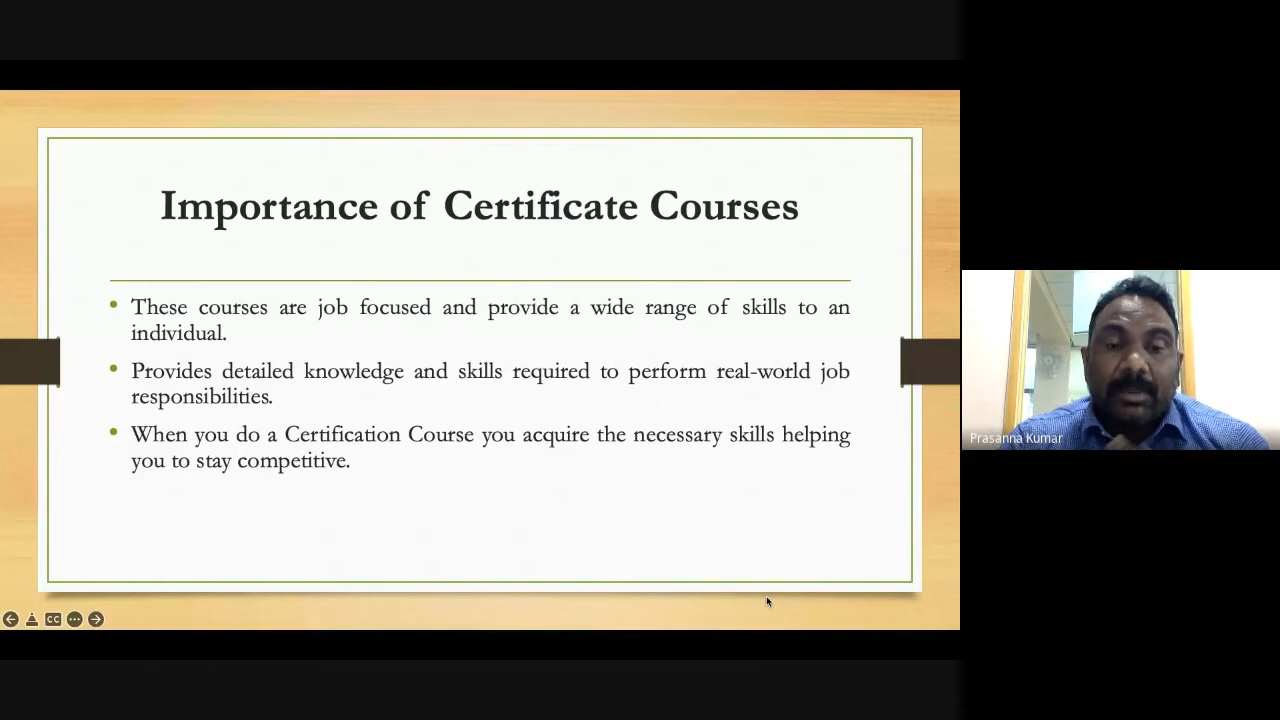 Importance of Certificate Courses
These courses are job focused and provide a wide range of skills to an
individual.
Provides detailed knowledge and skills required to perform real-world job
responsibilities.
When you do a Certification Course you acquire the necessary skills helping
you to stay competitive.
Prasanna Kumar
CC